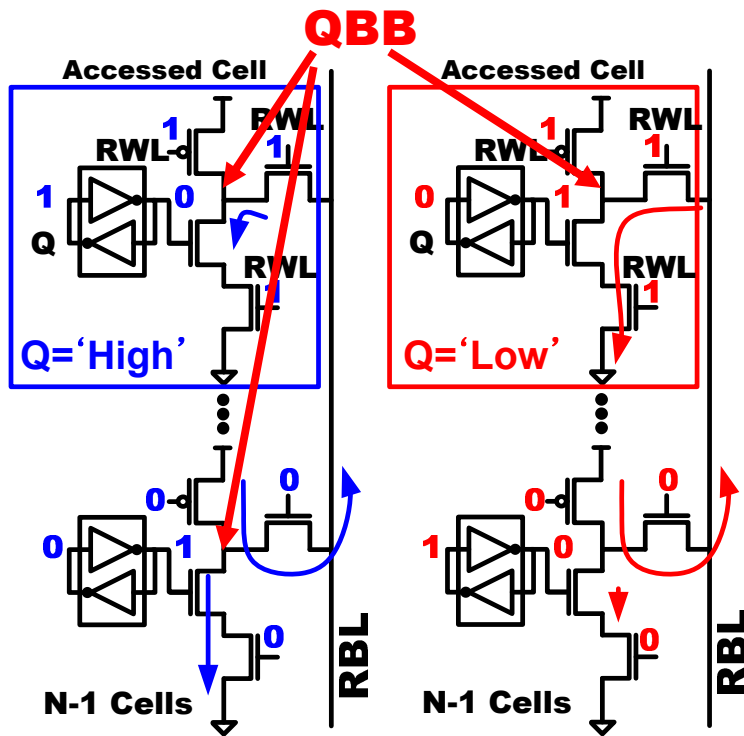 QBB
Accessed Cell
Accessed Cell
1
RWL
RWL
1
1
0
Q
RWL
1
Q=‘High’
1
RWL
RWL
1
0
1
Q
RWL
1
Q=‘Low’
0
0
0
1
0
N-1 Cells
RBL
0
0
1
0
0
N-1 Cells
RBL